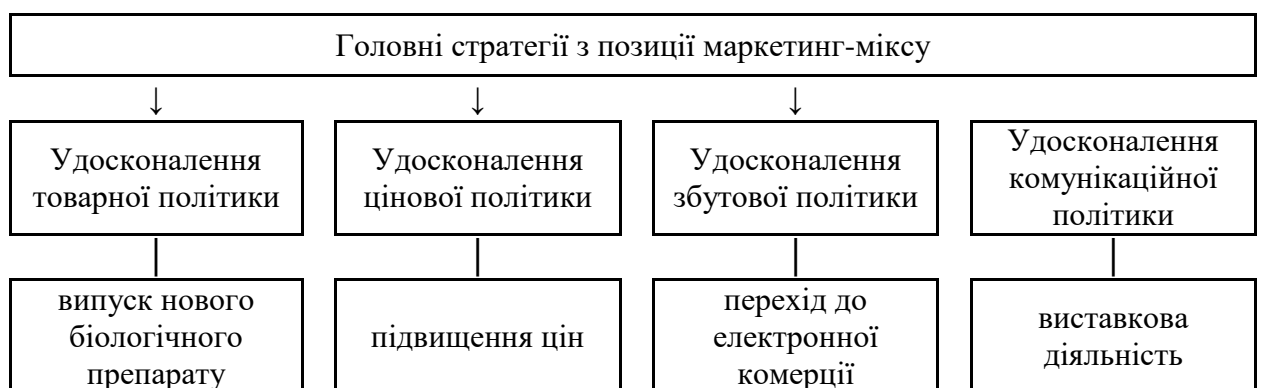 Головні стратегії з позиції маркетинг-міксу
↓ ↓ ↓
Удосконалення
товарної політики
Удосконалення
цінової політики
Удосконалення
збутової політики
Удосконалення
комунікаційної
політики
випуск нового
біологічного
препарату
підвищення цін
перехід до
електронної
комерції
виставкова
діяльність